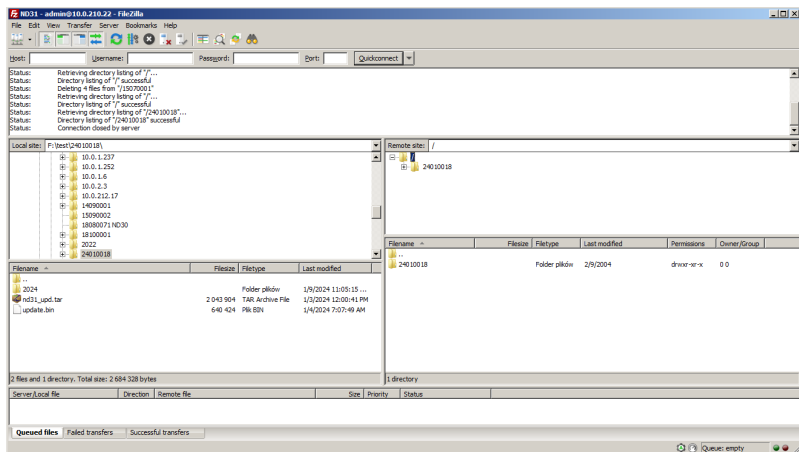 ND31 - admin@10.0.210.22 - FileZilla
File Edit View Transfer Server Bookmarks Help
Host: Username: Password: Port: Quickconnect
Status: Retrieving directory listing of "/"...
Status: Directory listing of "/" successful
Status: Deleting 4 files from "/15070001"
Status: Retrieving directory listing of "/"...
Status: Directory listing of "/" successful
Status: Retrieving directory listing of "/24010018"...
Status: Directory listing of "/24010018" successful
Status: Connection closed by server
Local site: F:\test\24010018\
10.0.1.237
10.0.1.252
10.0.1.6
10.0.2.3
10.0.212.17
14090001
15090002
18080071 ND30
18100001
2022
24010018
Filename Filesize Filetype Last modified
..
2024 Folder plików 1/9/2024 11:05:15 ...
nd31_upd.tar 2 043 904 TAR Archive File 1/3/2024 12:00:41 PM
update.bin 640 424 Plik BIN 1/4/2024 7:07:49 AM
2 files and 1 directory. Total size: 2 684 328 bytes
Remote site: /
/
24010018
Filename Filesize Filetype Last modified Permissions Owner/Group
..
24010018 Folder plików 2/9/2004 drwxr-xr-x 0 0
1 directory
Server/Local file Direction Remote file Size Priority Status
Queued files Failed transfers Successful transfers
Queue: empty